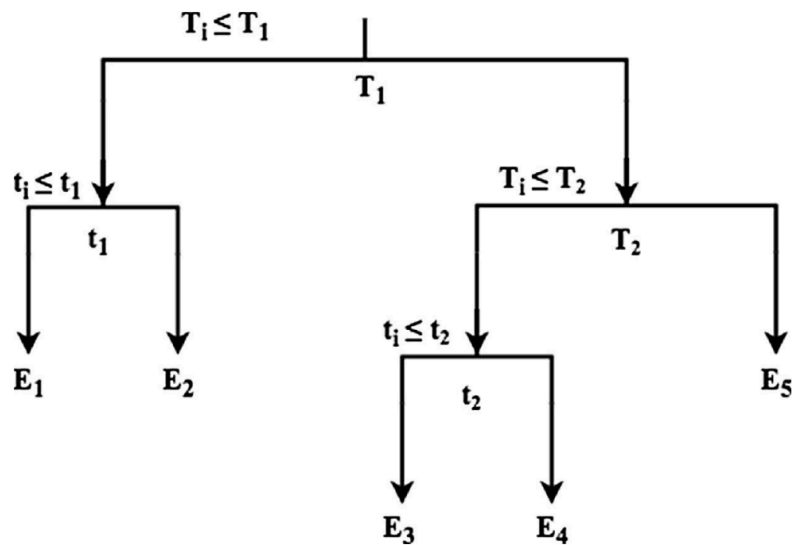 Tᵢ ≤ T₁
T₁
tᵢ ≤ t₁
Tᵢ ≤ T₂
t₁
T₂
tᵢ ≤ t₂
E₁
E₂
t₂
E₅
E₃
E₄